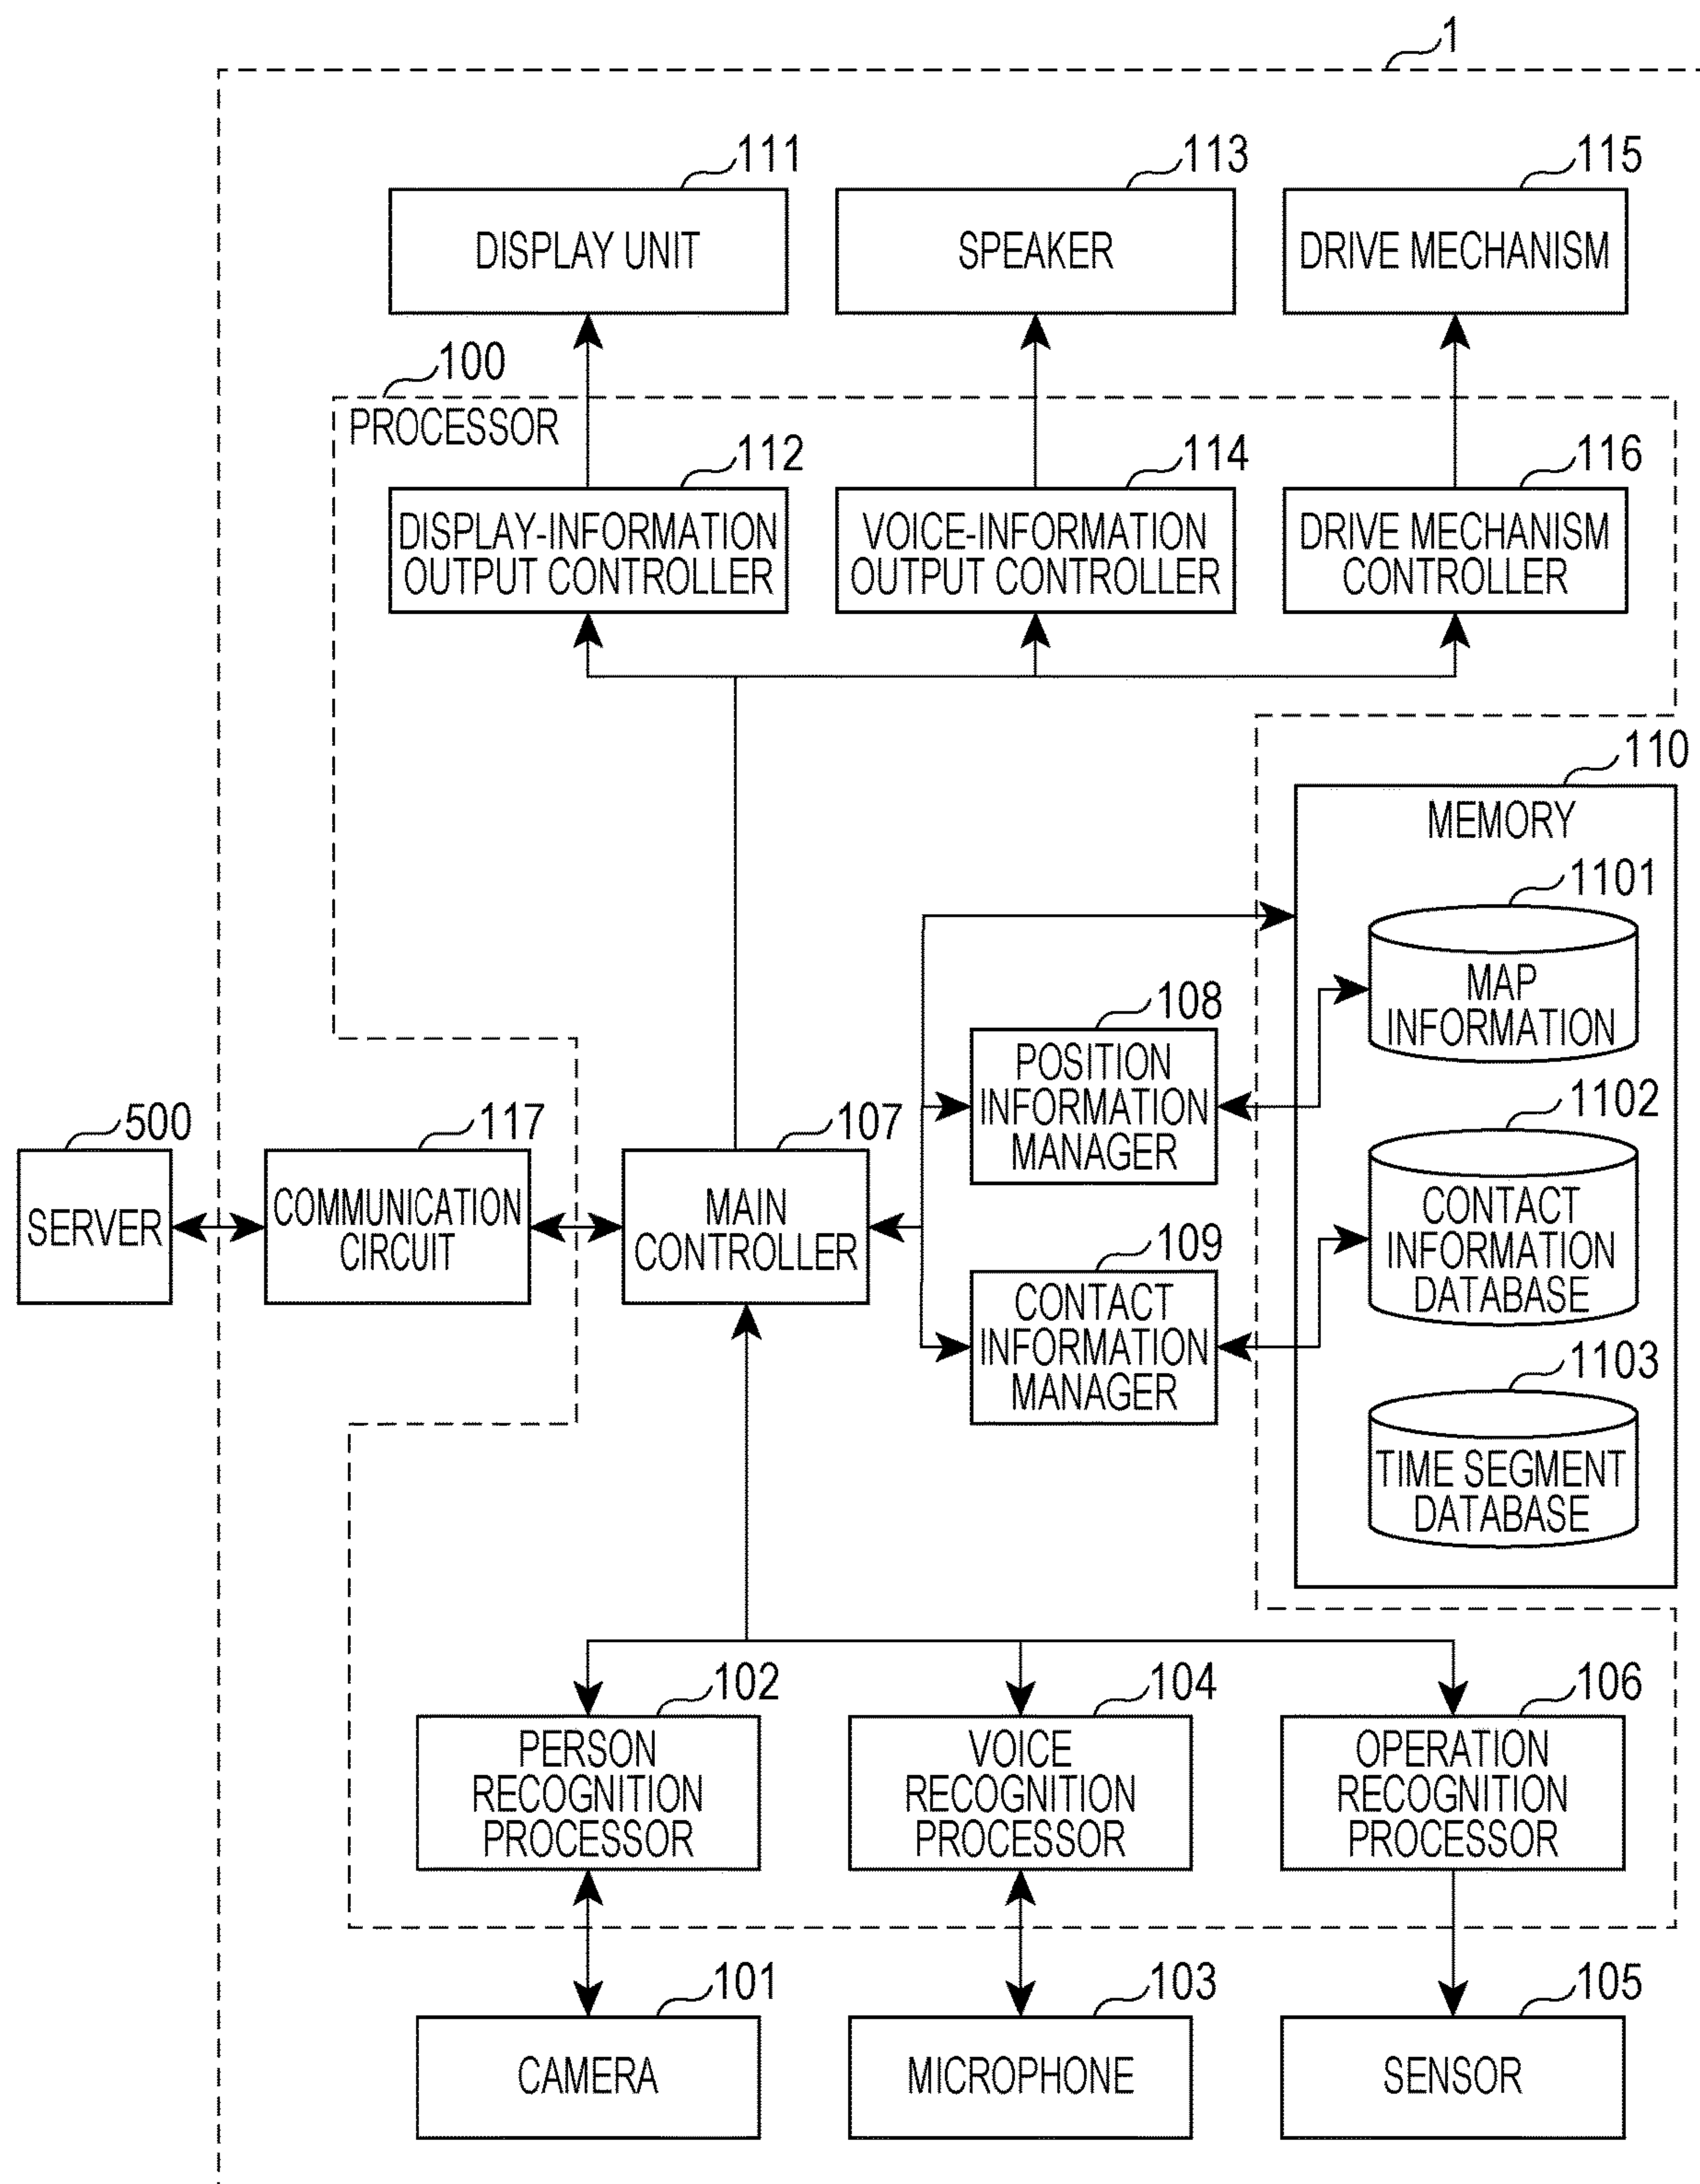 1
111
113
115
DISPLAY UNIT
SPEAKER
DRIVE MECHANISM
100
PROCESSOR
112
114
116
DISPLAY-INFORMATION
OUTPUT CONTROLLER
VOICE-INFORMATION
OUTPUT CONTROLLER
DRIVE MECHANISM
CONTROLLER
110
MEMORY
1101
MAP
INFORMATION
108
POSITION
INFORMATION
MANAGER
1102
CONTACT
INFORMATION
DATABASE
500
SERVER
117
COMMUNICATION
CIRCUIT
107
MAIN
CONTROLLER
109
CONTACT
INFORMATION
MANAGER
1103
TIME SEGMENT
DATABASE
102
104
106
PERSON
RECOGNITION
PROCESSOR
VOICE
RECOGNITION
PROCESSOR
OPERATION
RECOGNITION
PROCESSOR
101
103
105
CAMERA
MICROPHONE
SENSOR